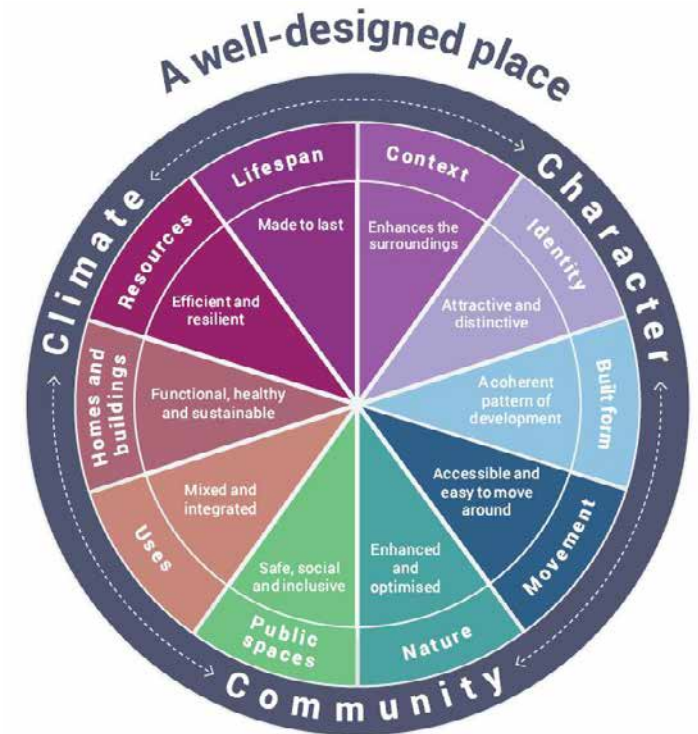 A well-designed place
Climate
Character
Community
Context
Enhances the
surroundings
Identity
Attractive and
distinctive
Built form
A coherent
pattern of
development
Movement
Accessible and
easy to move
around
Nature
Enhanced
and
optimised
Public
spaces
Safe, social
and inclusive
Uses
Mixed and
integrated
Homes and
buildings
Functional, healthy
and sustainable
Resources
Efficient and
resilient
Lifespan
Made to last